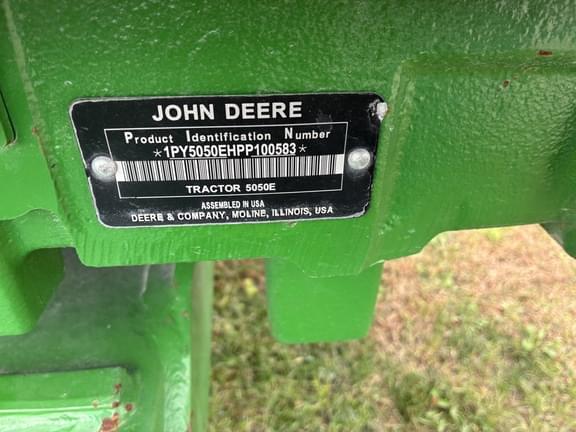 JOHN DEERE
Product Identification Number
*1PY5050EHPP100583*
TRACTOR 5050E
ASSEMBLED IN USA
DEERE & COMPANY, MOLINE, ILLINOIS, USA